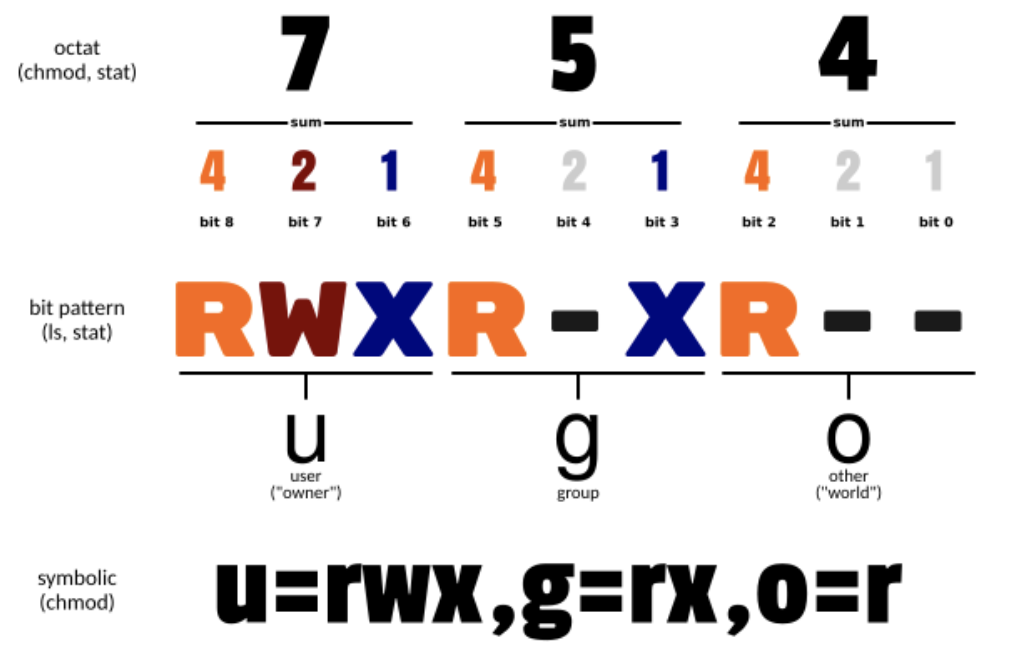 octat
(chmod, stat)
7 5 4
sum sum sum
4 2 1 4 2 1 4 2 1
bit 8 bit 7 bit 6 bit 5 bit 4 bit 3 bit 2 bit 1 bit 0
bit pattern
(ls, stat)
RWXR-XR--
u g o
user group other
("owner") ("world")
symbolic
(chmod)
u=rwx,g=rx,o=r